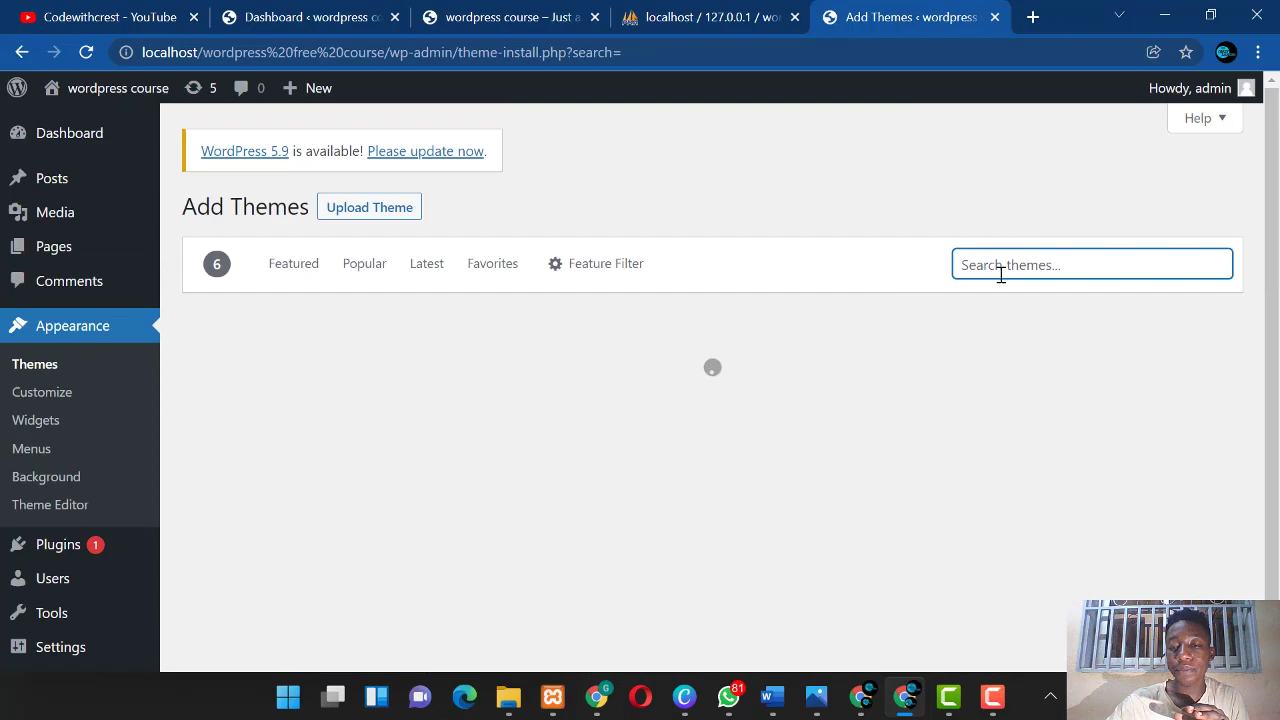 Codewithcrest - YouTube
Dashboard ‹ wordpress c
wordpress course – Just a
localhost / 127.0.0.1 / wo
Add Themes ‹ wordpress
localhost/wordpress%20free%20course/wp-admin/theme-install.php?search=
wordpress course
5
0
New
Howdy, admin
Help
WordPress 5.9 is available! Please update now.
Add Themes
Upload Theme
6
Featured
Popular
Latest
Favorites
Feature Filter
Search themes...
Dashboard
Posts
Media
Pages
Comments
Appearance
Themes
Customize
Widgets
Menus
Background
Theme Editor
Plugins 1
Users
Tools
Settings
81